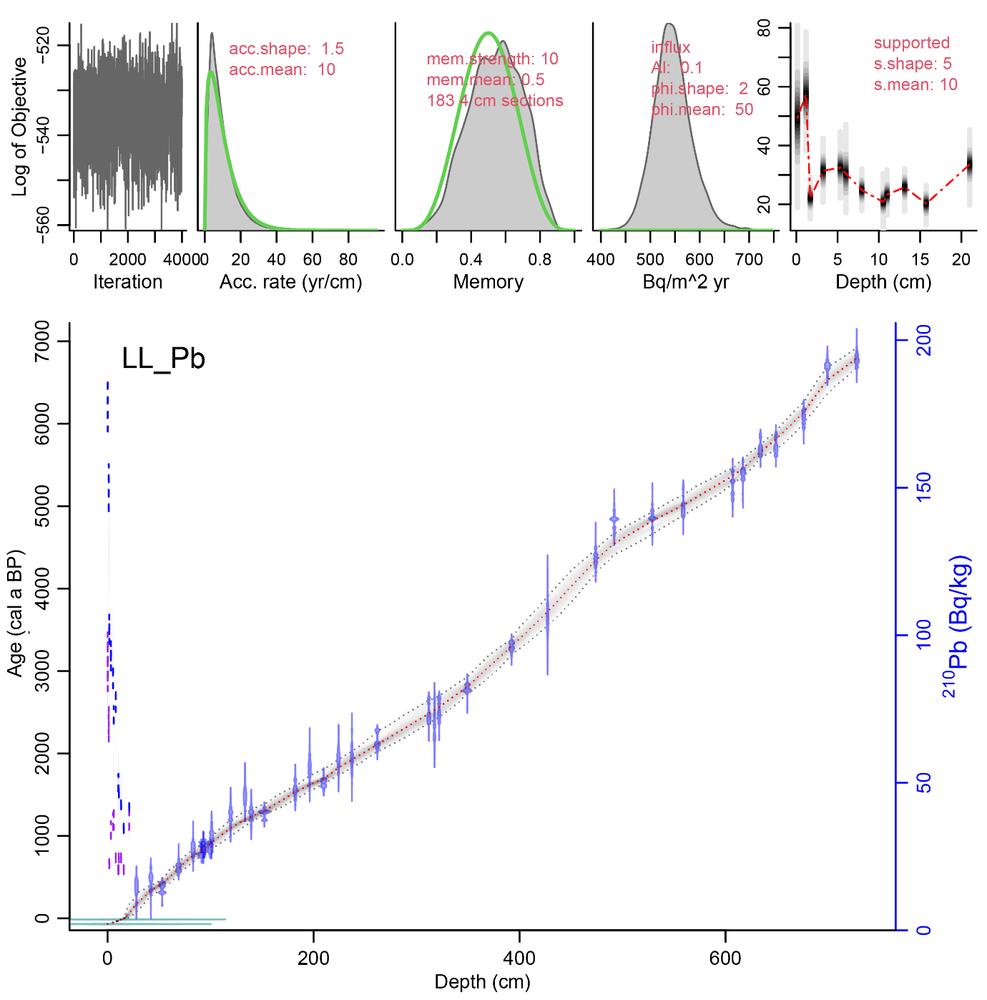 Log of Objective
−560
−540
−520
0
2000
4000
Iteration
acc.shape: 1.5
acc.mean: 10
0
20
40
60
80
Acc. rate (yr/cm)
mem.strength: 10
mem.mean: 0.5
183 4 cm sections
0.0
0.4
0.8
Memory
influx
Al: 0.1
phi.shape: 2
phi.mean: 50
400
500
600
700
Bq/m^2 yr
supported
s.shape: 5
s.mean: 10
20
40
60
80
0
5
10
15
20
Depth (cm)
LL_Pb
Age (cal a BP)
0
1000
2000
3000
4000
5000
6000
7000
0
200
400
600
Depth (cm)
0
50
100
150
200
²¹⁰Pb (Bq/kg)